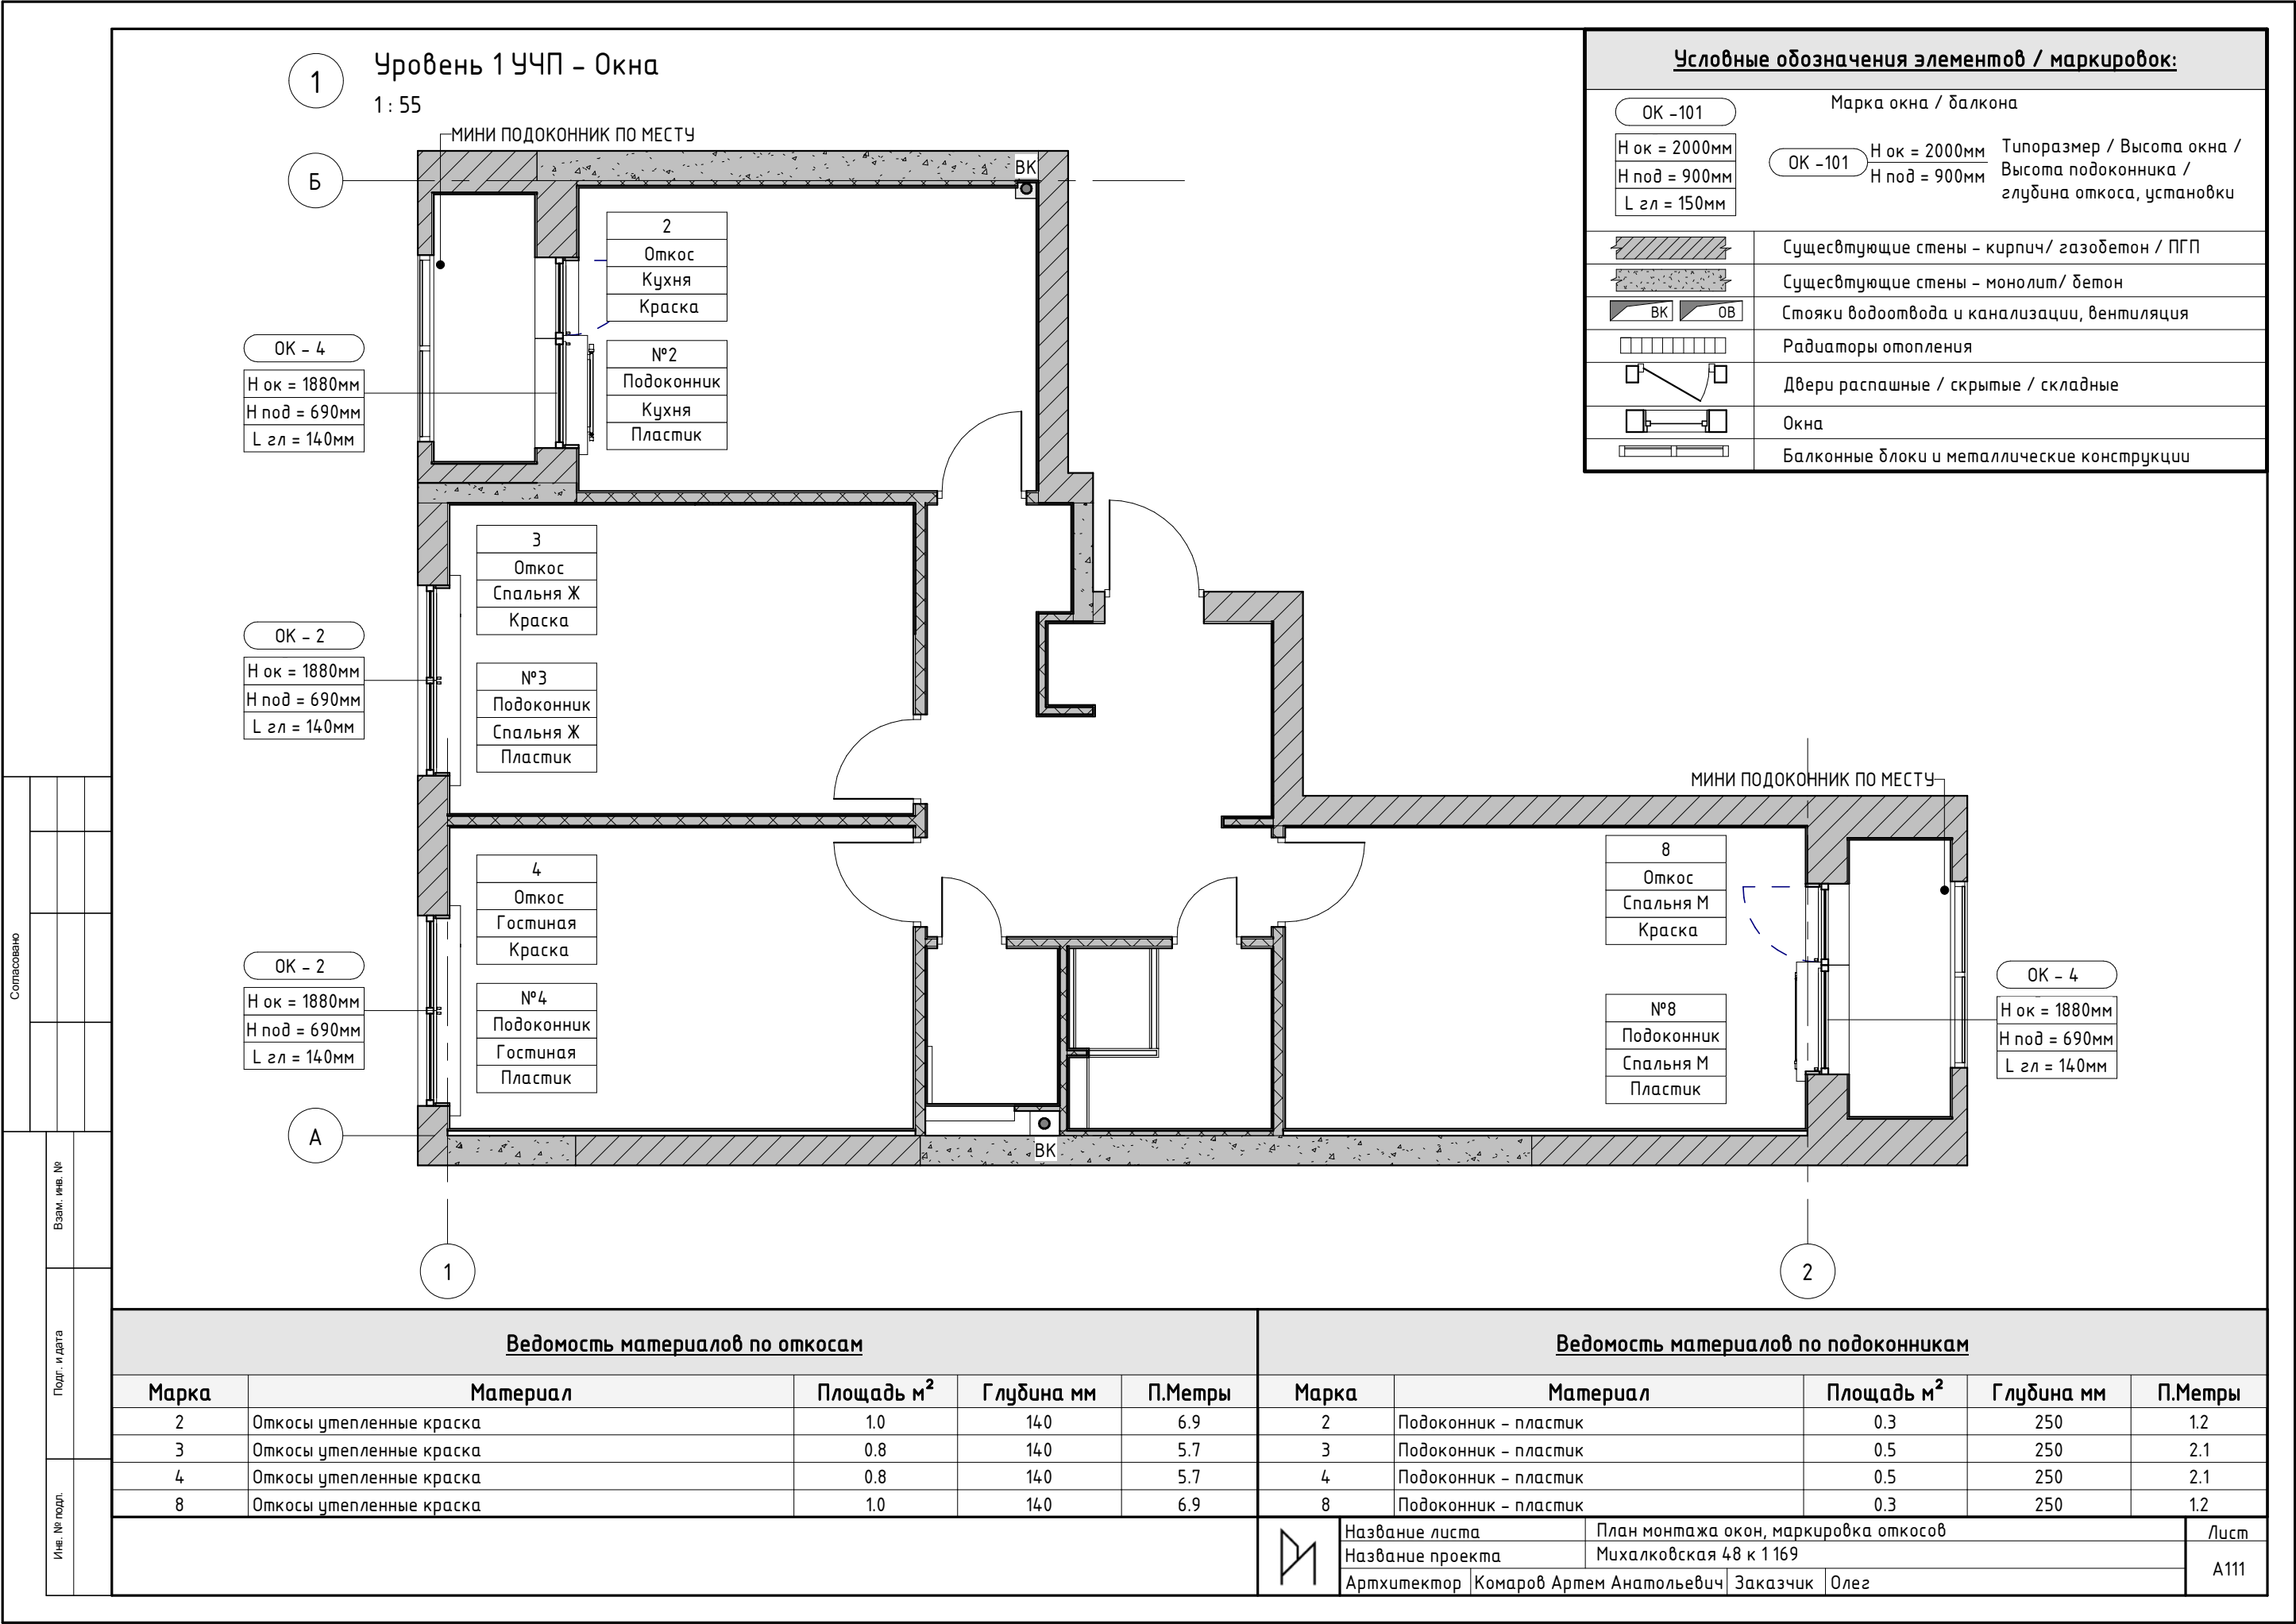 1
Уровень 1 УЧП - Окна
1 : 55
МИНИ ПОДОКОННИК ПО МЕСТУ
Б
ВК
2
Откос
Кухня
Краска
№2
Подоконник
Кухня
Пластик
ОК - 4
Н ок = 1880мм
Н под = 690мм
L гл = 140мм
3
Откос
Спальня Ж
Краска
ОК - 2
Н ок = 1880мм
Н под = 690мм
L гл = 140мм
№3
Подоконник
Спальня Ж
Пластик
4
Откос
Гостиная
Краска
ОК - 2
Н ок = 1880мм
Н под = 690мм
L гл = 140мм
№4
Подоконник
Гостиная
Пластик
МИНИ ПОДОКОННИК ПО МЕСТУ
8
Откос
Спальня М
Краска
№8
Подоконник
Спальня М
Пластик
ОК - 4
Н ок = 1880мм
Н под = 690мм
L гл = 140мм
А
ВК
1
2
Условные обозначения элементов / маркировок:
ОК -101
Марка окна / балкона
Н ок = 2000мм
Н под = 900мм
L гл = 150мм
ОК -101
Н ок = 2000мм
Н под = 900мм
Типоразмер / Высота окна /
Высота подоконника /
глубина откоса, установки
Сущесвтующие стены - кирпич/ газобетон / ПГП
Сущесвтующие стены - монолит/ бетон
ВК ОВ Стояки водоотвода и канализации, вентиляция
Радиаторы отопления
Двери распашные / скрытые / складные
Окна
Балконные блоки и металлические конструкции
Согласовано
Взам. инв. №
Подп. и дата
Инв. № подл.
Ведомость материалов по откосам
Марка Материал Площадь м² Глубина мм П.Метры
2 Откосы утепленные краска 1.0 140 6.9
3 Откосы утепленные краска 0.8 140 5.7
4 Откосы утепленные краска 0.8 140 5.7
8 Откосы утепленные краска 1.0 140 6.9
Ведомость материалов по подоконникам
Марка Материал Площадь м² Глубина мм П.Метры
2 Подоконник - пластик 0.3 250 1.2
3 Подоконник - пластик 0.5 250 2.1
4 Подоконник - пластик 0.5 250 2.1
8 Подоконник - пластик 0.3 250 1.2
Название листа План монтажа окон, маркировка откосов Лист
Название проекта Михалковская 48 к 1 169
А111
Артхитектор Комаров Артем Анатольевич Заказчик Олег